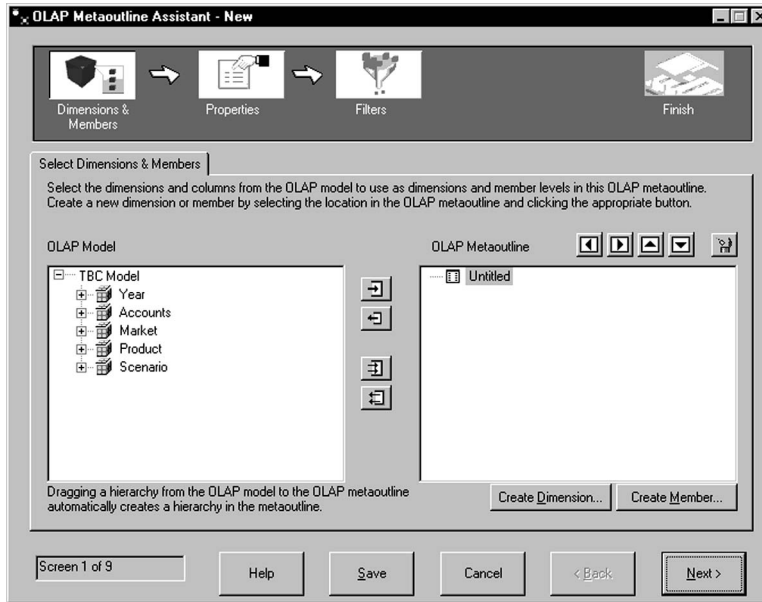 OLAP Metaoutline Assistant - New
Dimensions &
Members
Properties
Filters
Finish
Select Dimensions & Members
Select the dimensions and columns from the OLAP model to use as dimensions and member levels in this OLAP metaoutline.
Create a new dimension or member by selecting the location in the OLAP metaoutline and clicking the appropriate button.
OLAP Model
OLAP Metaoutline
TBC Model
Year
Accounts
Market
Product
Scenario
Untitled
Dragging a hierarchy from the OLAP model to the OLAP metaoutline
automatically creates a hierarchy in the metaoutline.
Create Dimension...
Create Member...
Screen 1 of 9
Help
Save
Cancel
< Back
Next >